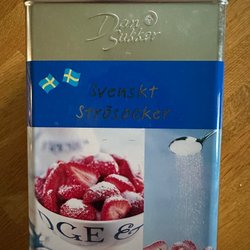 Dan
Sukker
Svenskt
Strösocker
DGE &